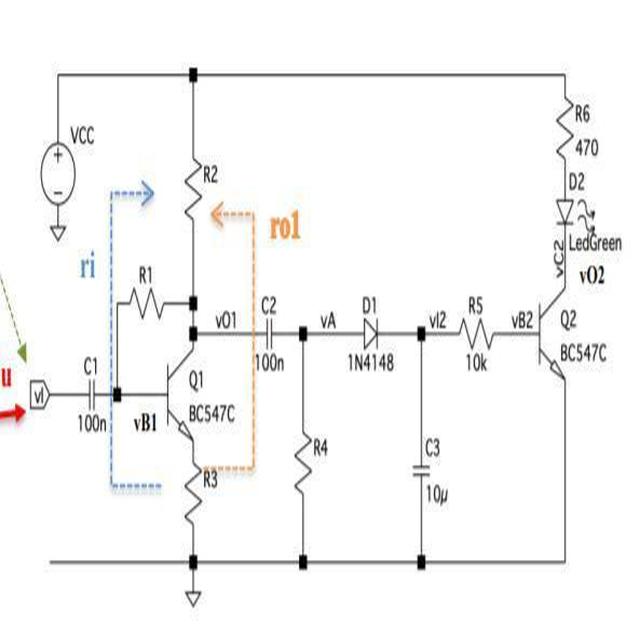 VCC
+
−
R2
R6
470
D2
LedGreen
vC2
vO2
ri
ro1
R1
vO1
C2
100n
vA
D1
1N4148
vI2
R5
10k
vB2
Q2
BC547C
u
vI
C1
100n
vB1
Q1
BC547C
R3
R4
C3
10µ